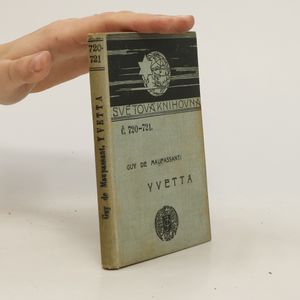 720-
721
Guy de Maupassant, YVETTA
SVĚTOVÁ KNIHOVNA
č. 720-721.
GUY DE MAUPASSANT:
YVETTA